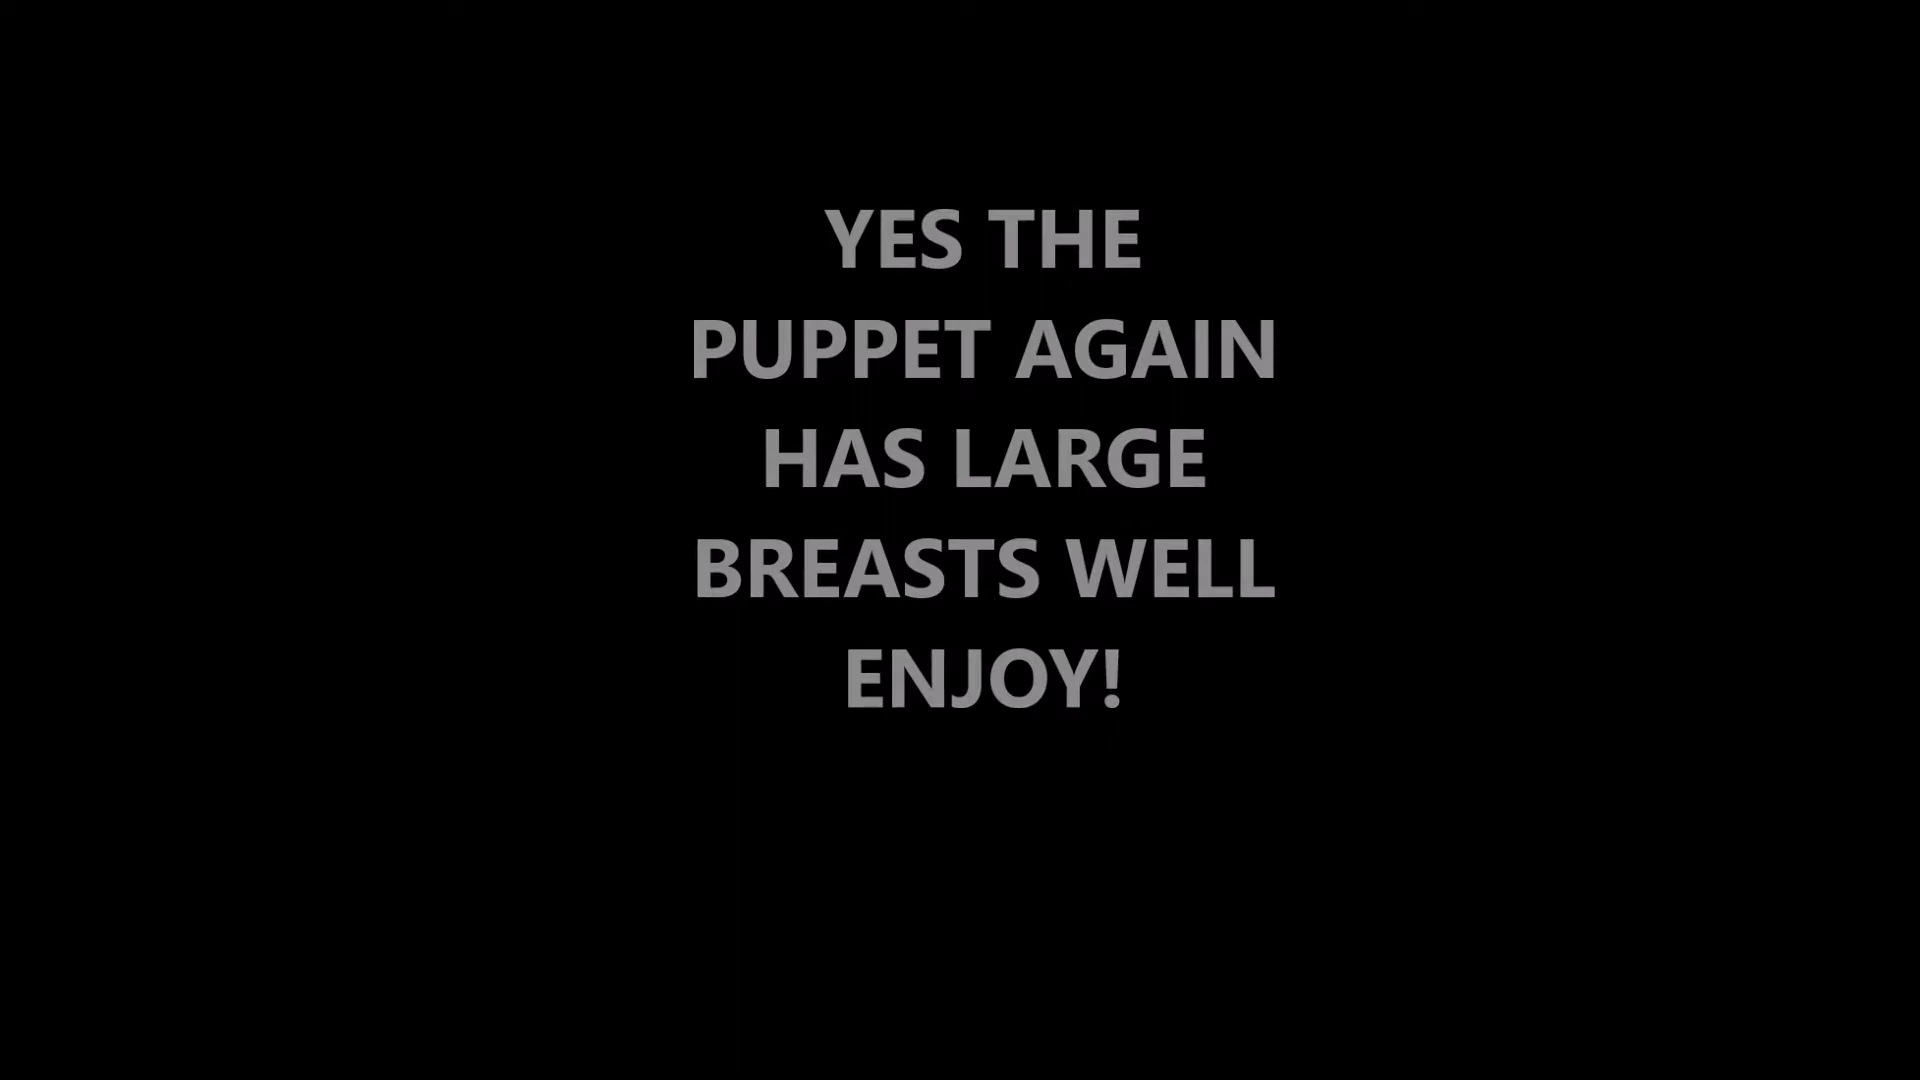 YES THE
PUPPET AGAIN
HAS LARGE
BREASTS WELL
ENJOY!